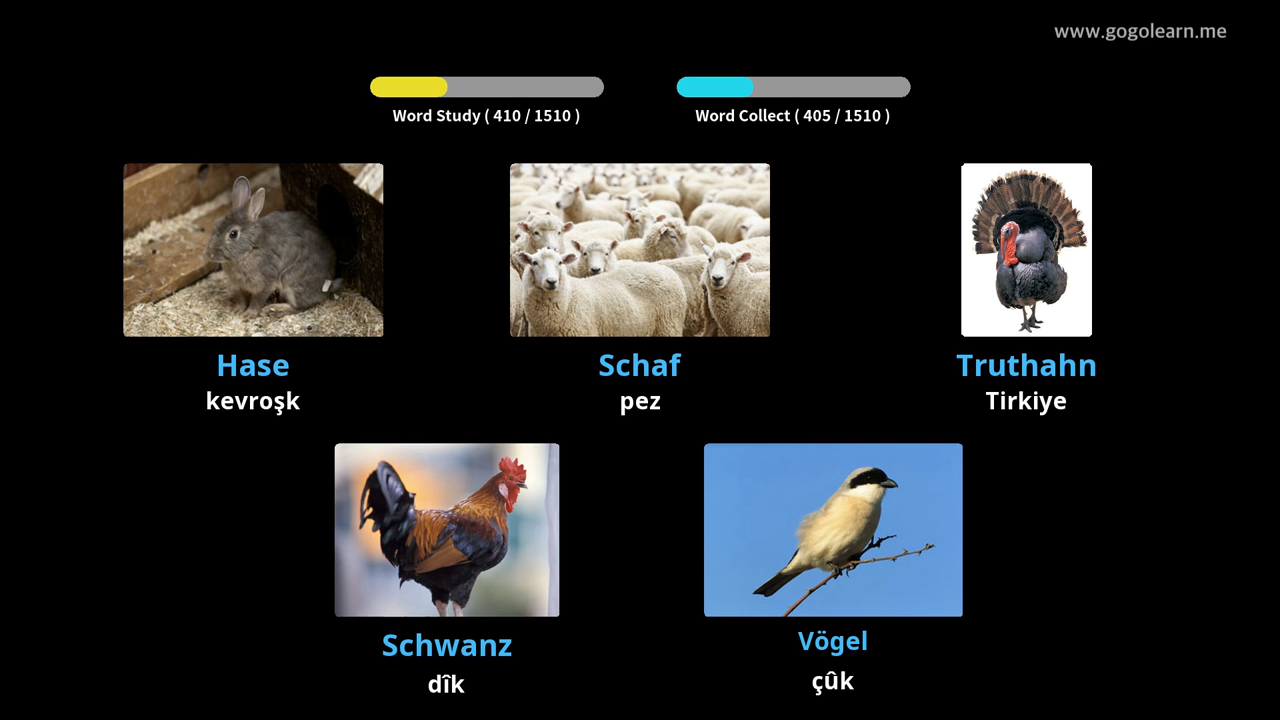 www.gogolearn.me
Word Study ( 410 / 1510 )
Word Collect ( 405 / 1510 )
Hase
kevroşk
Schaf
pez
Truthahn
Tirkiye
Schwanz
dîk
Vögel
çûk